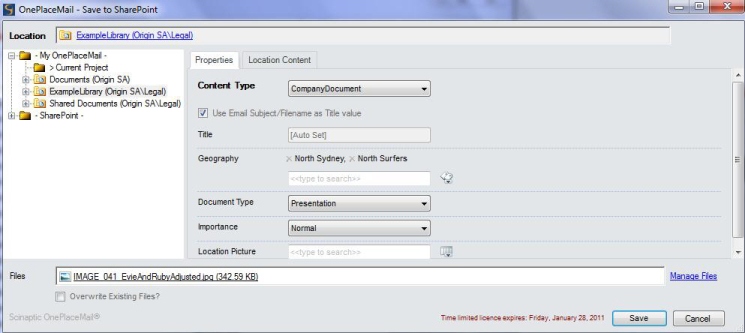 OnePlaceMail - Save to SharePoint
Location ExampleLibrary (Origin SA\Legal)
- My OnePlaceMail -
> Current Project
Documents (Origin SA)
ExampleLibrary (Origin SA\Legal)
Shared Documents (Origin SA\Legal)
- SharePoint -
Properties Location Content
Content Type CompanyDocument
Use Email Subject/Filename as Title value
Title [Auto Set]
Geography North Sydney, North Surfers
<<type to search>>
Document Type Presentation
Importance Normal
Location Picture <<type to search>>
Files IMAGE_041_EvieAndRubyAdjusted.jpg (342.59 KB) Manage Files
Overwrite Existing Files?
Scinaptic OnePlaceMail® Time limited licence expires: Friday, January 28, 2011 Save Cancel